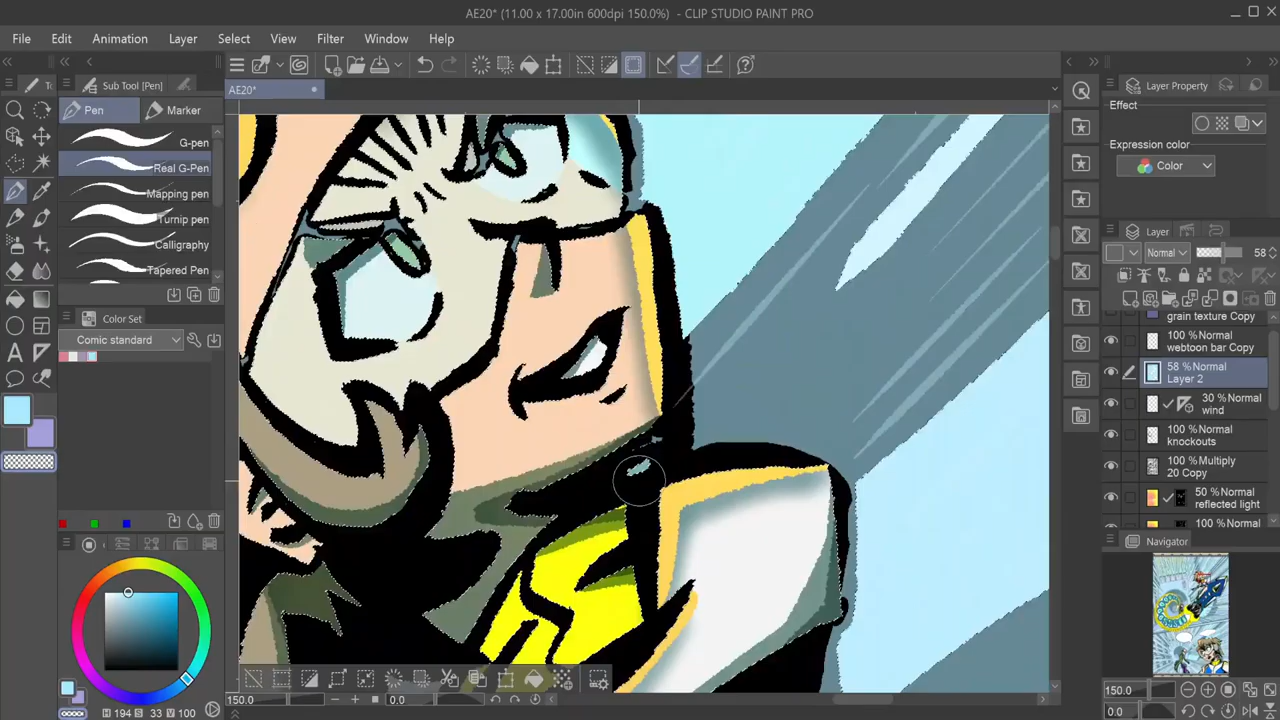 AE20* (11.00 x 17.00in 600dpi 150.0%) - CLIP STUDIO PAINT PRO
File Edit Animation Layer Select View Filter Window Help
Sub Tool [Pen]
AE20*
Layer Property
Pen Marker
Effect
G-pen
Real G-Pen
Mapping pen
Turnip pen
Calligraphy
Tapered Pen
Expression color
Color
Layer
Normal 58
grain texture Copy
100 % Normal
webtoon bar Copy
58 % Normal
Layer 2
30 % Normal
wind
100 % Normal
knockouts
100 % Multiply
20 Copy
50 % Normal
reflected light
100 % Normal
Color Set
Comic standard
Navigator
H 194 S 33 V 100
150.0
0.0
150.0
0.0